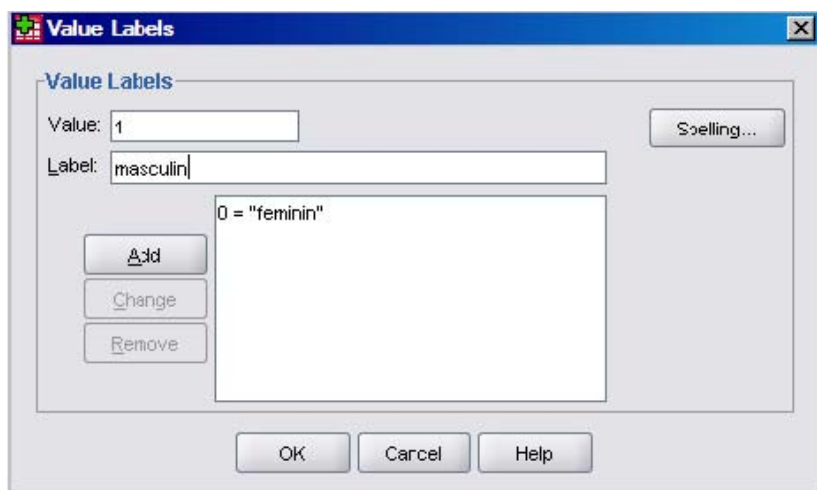 Value Labels
Value Labels
Value: 1
Spelling...
Label: masculin
0 = "feminin"
Add
Change
Remove
OK Cancel Help